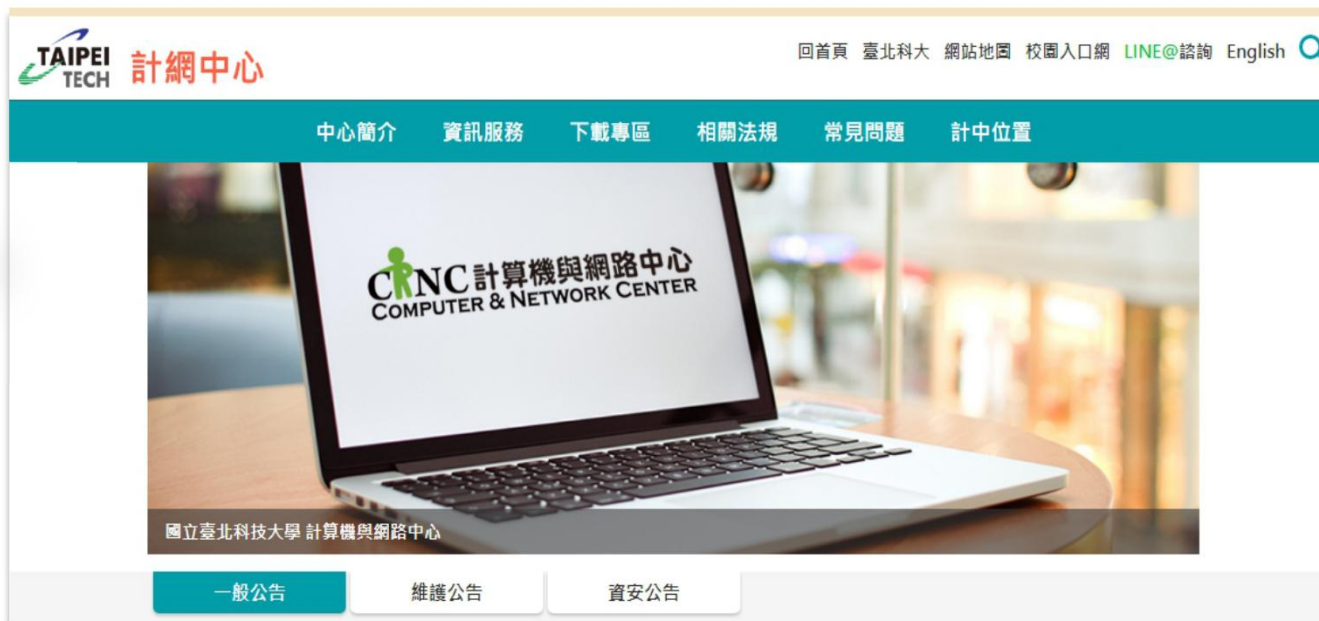 TAIPEI
TECH
計網中心
回首頁 臺北科大 網站地圖 校園入口網 LINE@諮詢 English
中心簡介 資訊服務 下載專區 相關法規 常見問題 計中位置
CNC 計算機與網路中心
COMPUTER & NETWORK CENTER
國立臺北科技大學 計算機與網路中心
一般公告 維護公告 資安公告